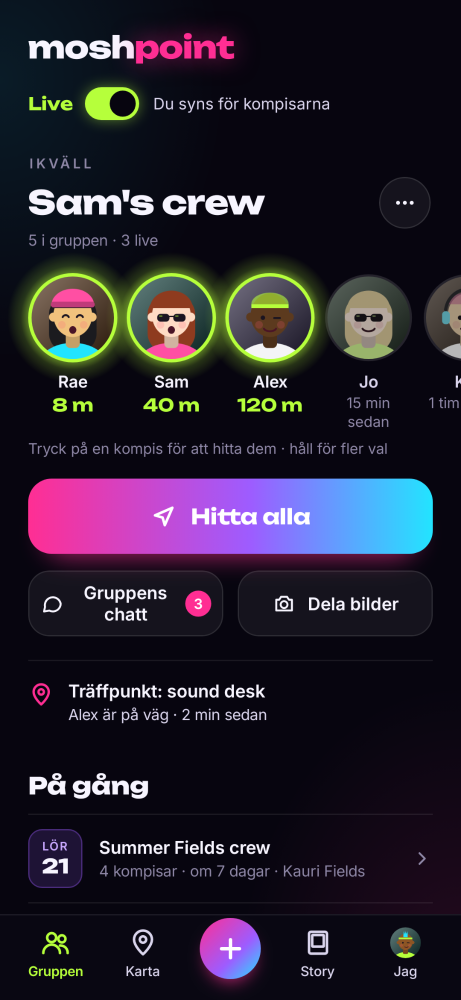 moshpoint
Live Du syns för kompisarna
IKVÄLL
Sam's crew
5 i gruppen · 3 live
Rae Sam Alex Jo
8 m 40 m 120 m 15 min 1 tim
sedan
Tryck på en kompis för att hitta dem · håll för fler val
Hitta alla
Gruppens
chatt
3
Dela bilder
Träffpunkt: sound desk
Alex är på väg · 2 min sedan
På gång
LÖR
21
Summer Fields crew
4 kompisar · om 7 dagar · Kauri Fields
Gruppen Karta Story Jag